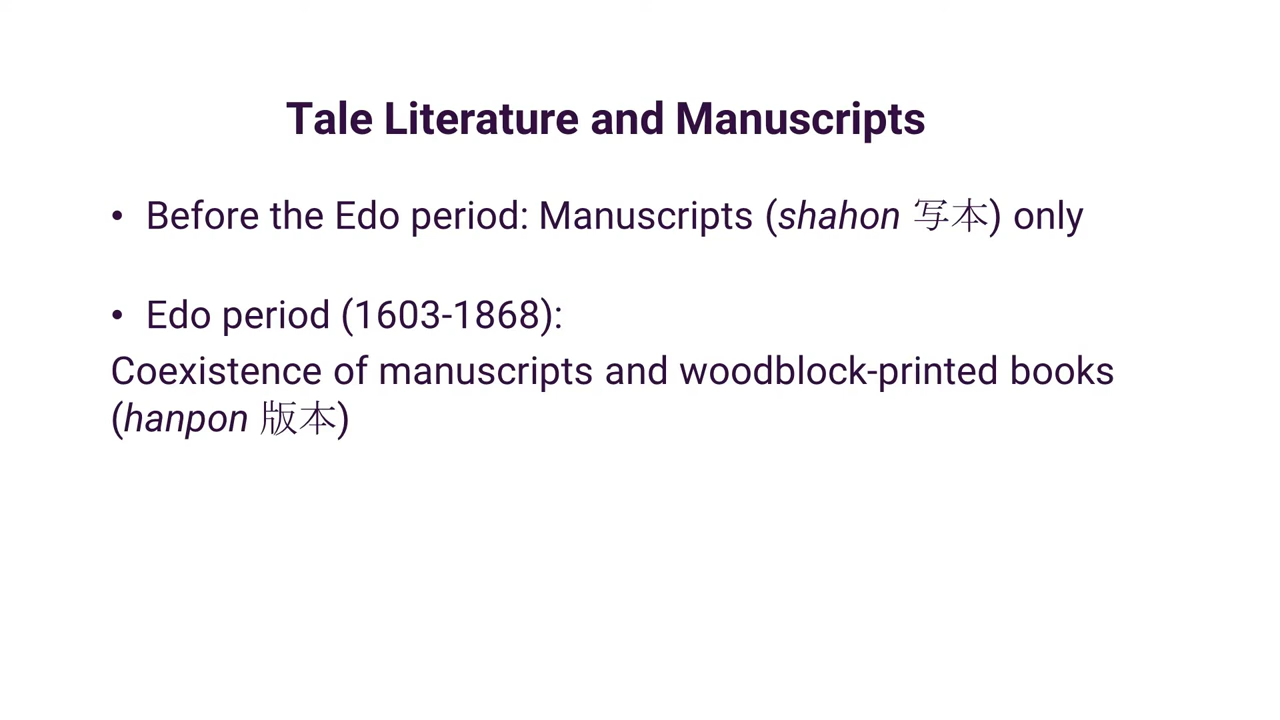 Tale Literature and Manuscripts
• Before the Edo period: Manuscripts (shahon 写本) only
• Edo period (1603-1868):
Coexistence of manuscripts and woodblock-printed books
(hanpon 版本)